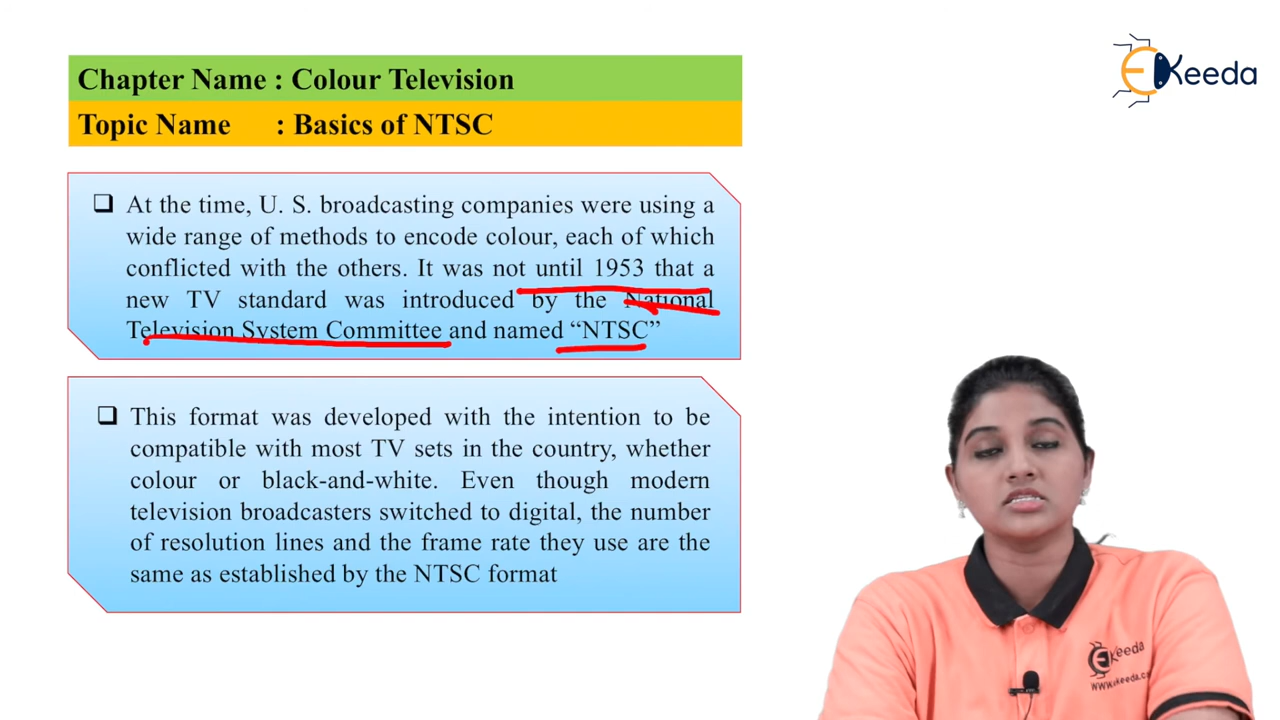 Chapter Name : Colour Television
Topic Name : Basics of NTSC
Keeda
❑ At the time, U. S. broadcasting companies were using a
wide range of methods to encode colour, each of which
conflicted with the others. It was not until 1953 that a
new TV standard was introduced by the National
Television System Committee and named “NTSC”
❑ This format was developed with the intention to be
compatible with most TV sets in the country, whether
colour or black-and-white. Even though modern
television broadcasters switched to digital, the number
of resolution lines and the frame rate they use are the
same as established by the NTSC format
Keeda